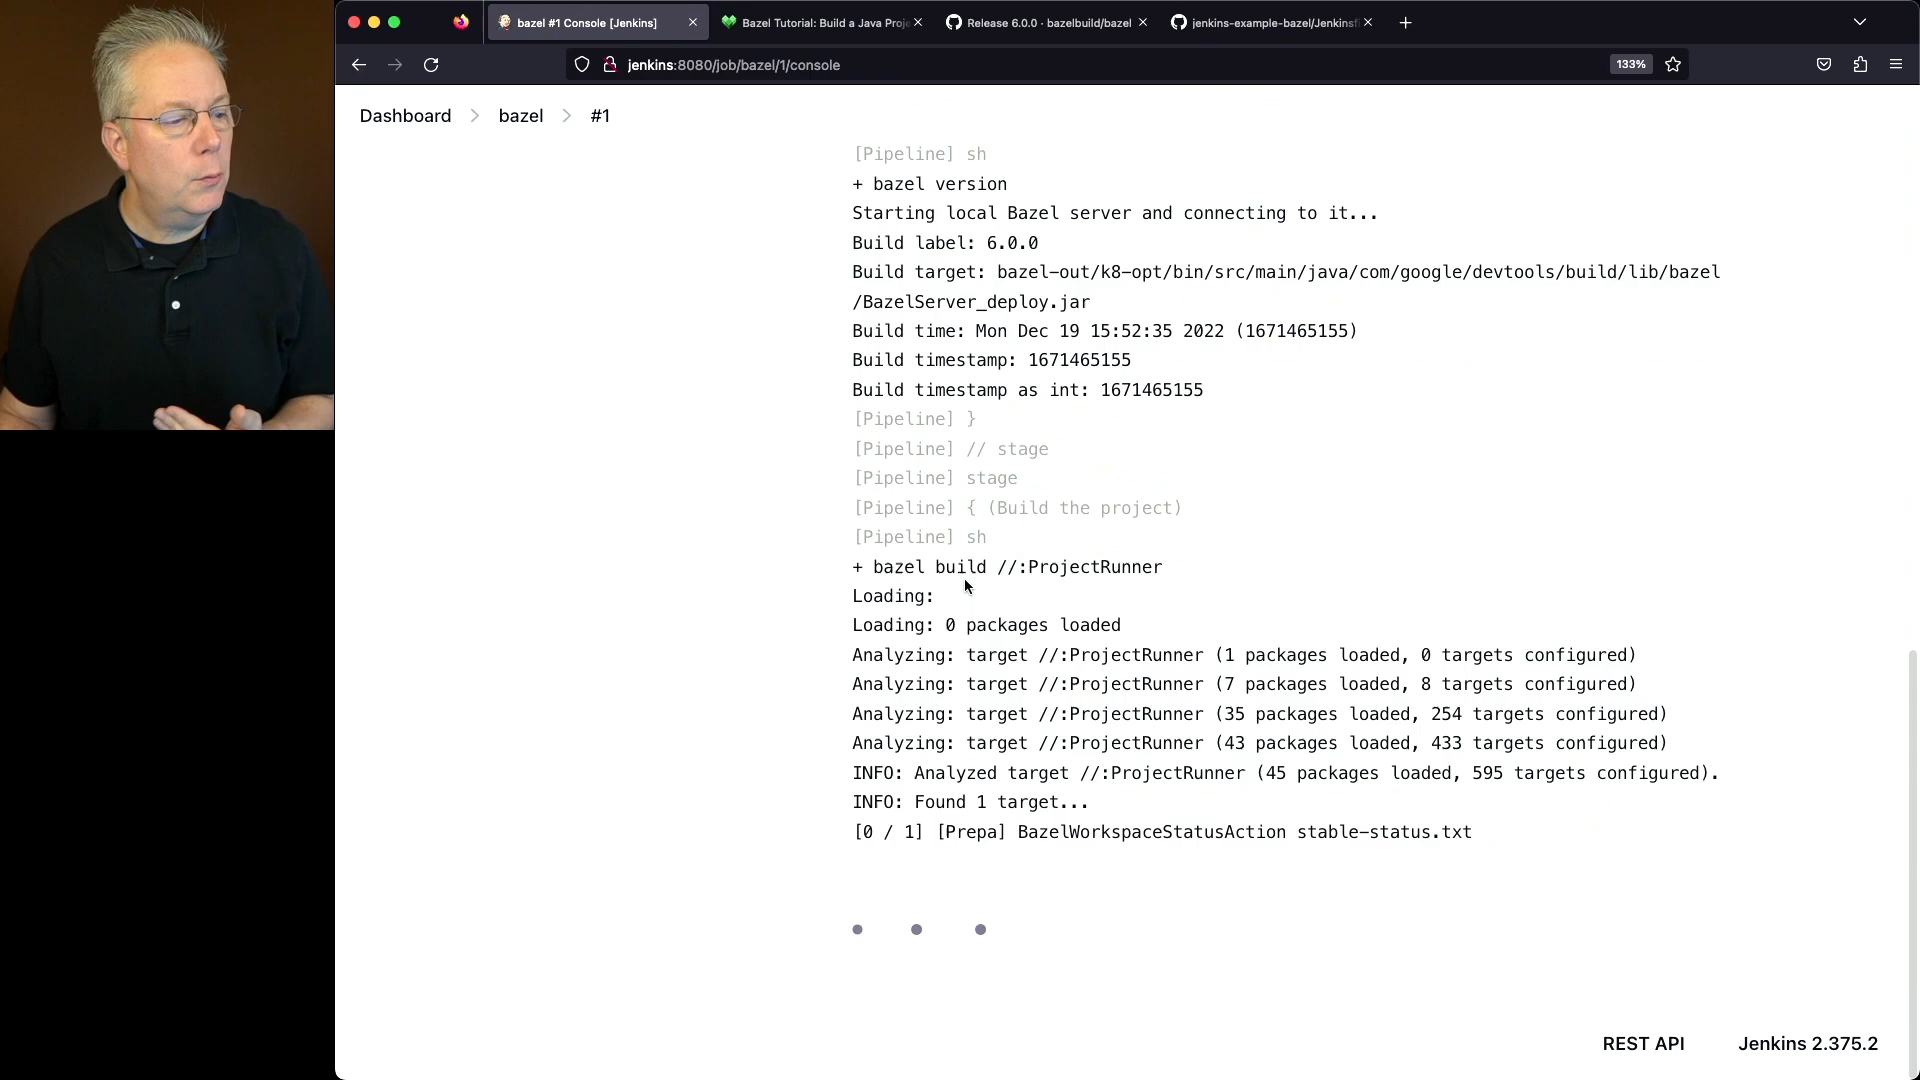 bazel #1 Console [Jenkins]
Bazel Tutorial: Build a Java Proje
Release 6.0.0 · bazelbuild/bazel
jenkins-example-bazel/Jenkinsfi
jenkins:8080/job/bazel/1/console
133%
Dashboard > bazel > #1
[Pipeline] sh
+ bazel version
Starting local Bazel server and connecting to it...
Build label: 6.0.0
Build target: bazel-out/k8-opt/bin/src/main/java/com/google/devtools/build/lib/bazel
/BazelServer_deploy.jar
Build time: Mon Dec 19 15:52:35 2022 (1671465155)
Build timestamp: 1671465155
Build timestamp as int: 1671465155
[Pipeline] }
[Pipeline] // stage
[Pipeline] stage
[Pipeline] { (Build the project)
[Pipeline] sh
+ bazel build //:ProjectRunner
Loading:
Loading: 0 packages loaded
Analyzing: target //:ProjectRunner (1 packages loaded, 0 targets configured)
Analyzing: target //:ProjectRunner (7 packages loaded, 8 targets configured)
Analyzing: target //:ProjectRunner (35 packages loaded, 254 targets configured)
Analyzing: target //:ProjectRunner (43 packages loaded, 433 targets configured)
INFO: Analyzed target //:ProjectRunner (45 packages loaded, 595 targets configured).
INFO: Found 1 target...
[0 / 1] [Prepa] BazelWorkspaceStatusAction stable-status.txt
REST API
Jenkins 2.375.2